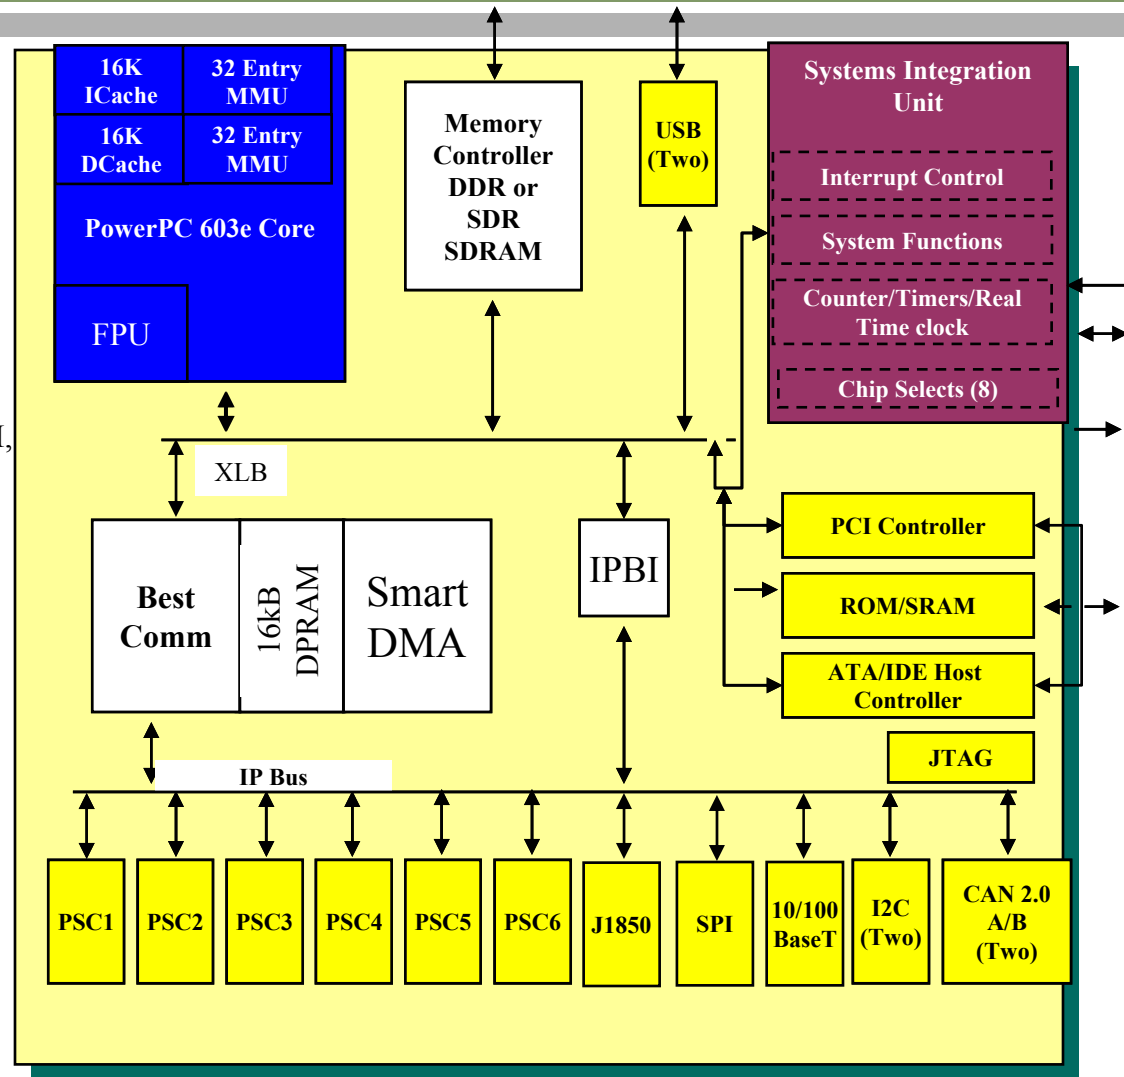 16K
ICache
32 Entry
MMU
16K
DCache
32 Entry
MMU
PowerPC 603e Core
FPU
Memory
Controller
DDR or
SDR
SDRAM
USB
(Two)
Systems Integration
Unit
Interrupt Control
System Functions
Counter/Timers/Real
Time clock
Chip Selects (8)
XLB
Best
Comm
16kB
DPRAM
Smart
DMA
IPBI
PCI Controller
ROM/SRAM
ATA/IDE Host
Controller
JTAG
IP Bus
PSC1
PSC2
PSC3
PSC4
PSC5
PSC6
J1850
SPI
10/100
BaseT
I2C
(Two)
CAN 2.0
A/B
(Two)